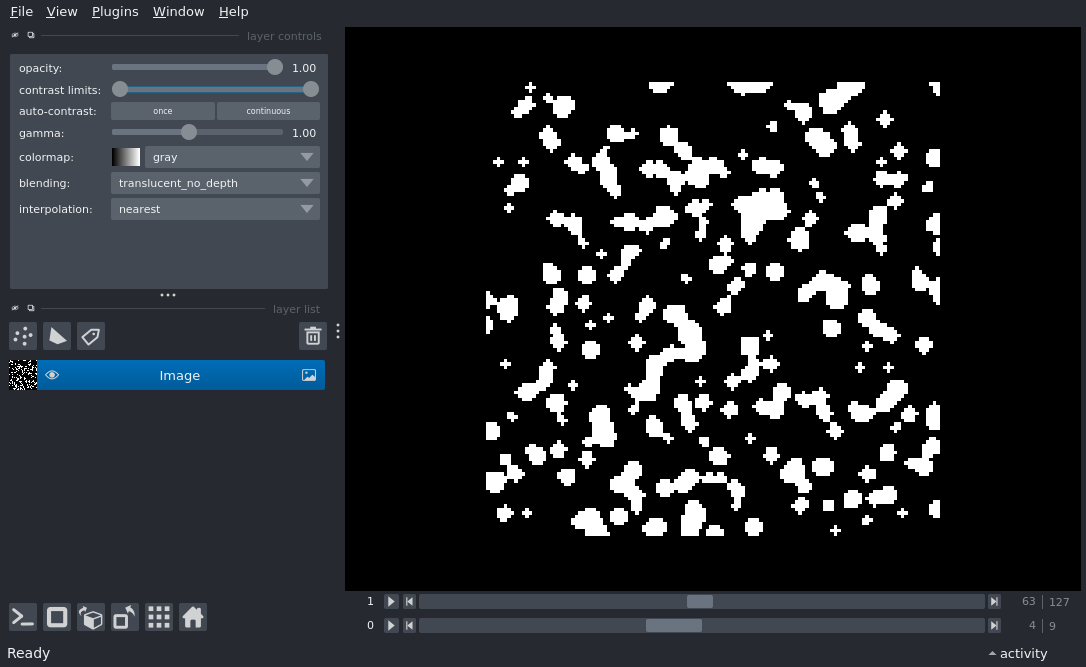 File View Plugins Window Help
layer controls
opacity: 1.00
contrast limits:
auto-contrast: once continuous
gamma: 1.00
colormap: gray
blending: translucent_no_depth
interpolation: nearest
layer list
Image
1 63 127
0 4 9
Ready activity